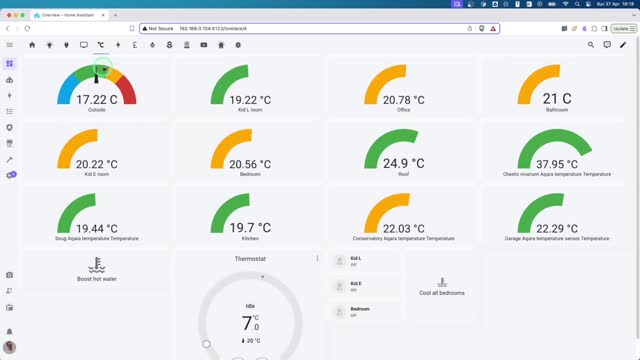 Sun 27 Apr 16:18
Overview – Home Assistant
Not Secure 192.168.0.104:8123/lovelace/4
Update
17.22 C
Outside
19.22 °C
Kid L room
20.78 °C
Office
21 C
Bathroom
20.22 °C
Kid E room
20.56 °C
Bedroom
24.9 °C
Roof
37.95 °C
Cheeto vivarium Aqara temperature Temperature
19.44 °C
Snug Aqara temperature Temperature
19.7 °C
Kitchen
22.03 °C
Conservatory Aqara temperature Temperature
22.29 °C
Garage Aqara temperature sensor Temperature
Boost hot water
Thermostat
Idle
7.0 °C
20 °C
Kid L
Off
Kid E
Off
Bedroom
Off
Cool all bedrooms